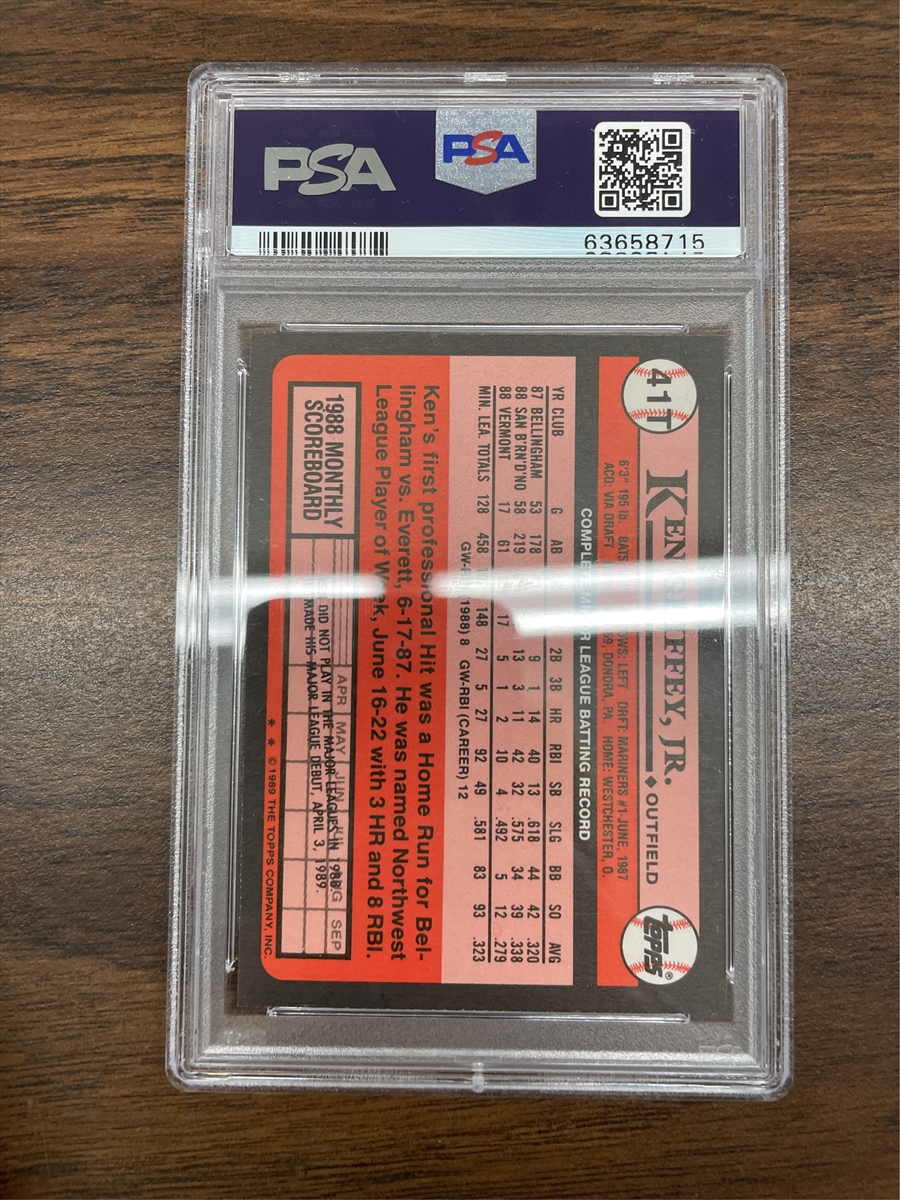 PSA
PSA
63658715
41T
KEN GRIFFEY, JR. ♦ OUTFIELD
topps®
6'3" 195 lb. BATS LEFT DRFT: MARINERS #1-JUNE, 1987
ACQ: VIA DRAFT DONORA, PA. HOME: WESTCHESTER, O.
LEAGUE BATTING RECORD
YR CLUB G AB 2B 3B HR RBI SB SLG BB SO AVG
87 BELLINGHAM 53 178 9 1 14 40 13 .618 44 42 .320
88 SAN B'RN'D'NO 58 219 13 3 11 42 32 .575 34 39 .338
88 VERMONT 17 61 17 5 1 2 10 4 .492 5 12 .279
MIN. LEA. TOTALS 128 458 148 27 5 27 92 49 .581 83 93 .323
(1988) 8 GW-RBI (CAREER) 12
Ken's first professional Hit was a Home Run for Bel-
lingham vs. Everett, 6-17-87. He was named Northwest
League Player of Week, June 16-22 with 3 HR and 8 RBI.
1988 MONTHLY
SCOREBOARD
APR MAY JUN JUL AUG SEP
DID NOT PLAY IN THE MAJOR LEAGUES IN 1988.
MADE HIS MAJOR LEAGUE DEBUT, APRIL 3, 1989.
* * © 1989 THE TOPPS COMPANY, INC.